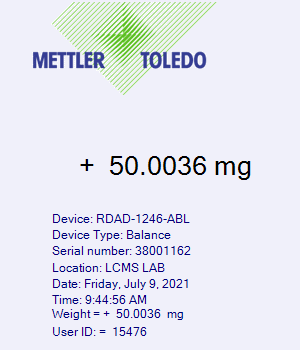 METTLER TOLEDO
+ 50.0036 mg
Device: RDAD-1246-ABL
Device Type: Balance
Serial number: 38001162
Location: LCMS LAB
Date: Friday, July 9, 2021
Time: 9:44:56 AM
Weight = + 50.0036 mg
User ID: = 15476